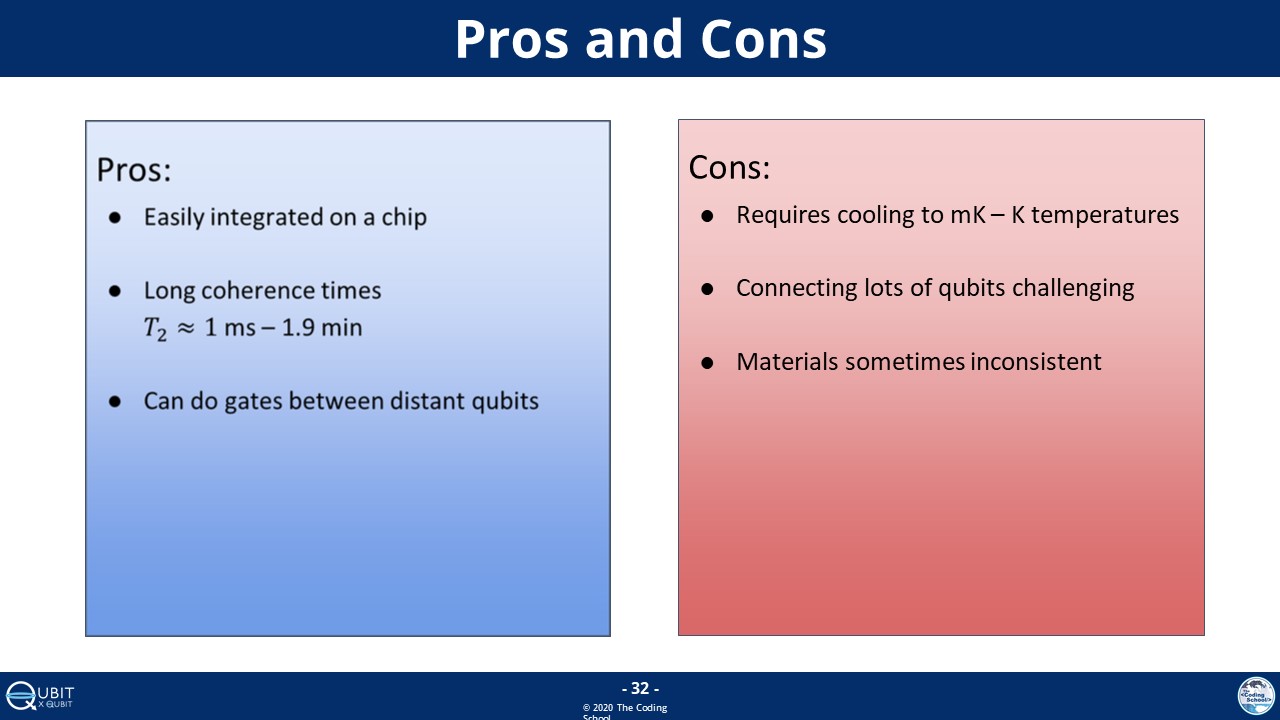 Pros and Cons
Pros:
● Easily integrated on a chip
● Long coherence times
T₂ ≈ 1 ms – 1.9 min
● Can do gates between distant qubits
Cons:
● Requires cooling to mK – K temperatures
● Connecting lots of qubits challenging
● Materials sometimes inconsistent
QUBIT
X QUBIT
- 32 -
© 2020 The Coding
School
The
<Coding
School>